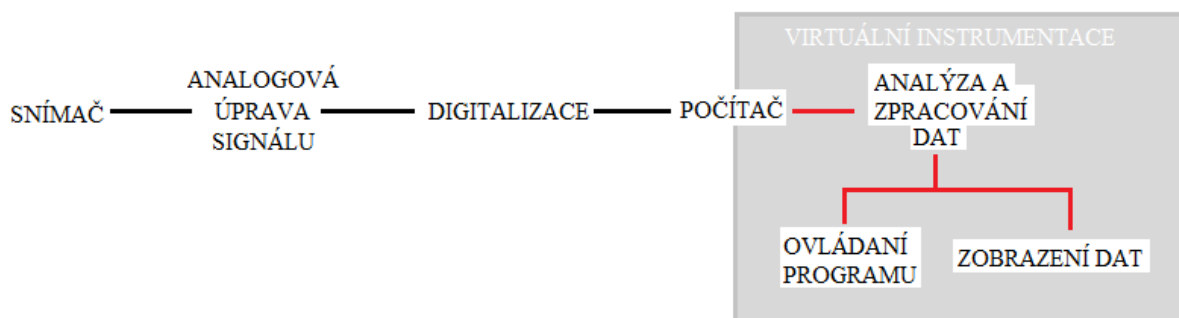 VIRTUÁLNÍ INSTRUMENTACE
SNÍMAČ
ANALOGOVÁ
ÚPRAVA
SIGNÁLU
DIGITALIZACE
POČÍTAČ
ANALÝZA A
ZPRACOVÁNÍ
DAT
OVLÁDANÍ
PROGRAMU
ZOBRAZENÍ DAT